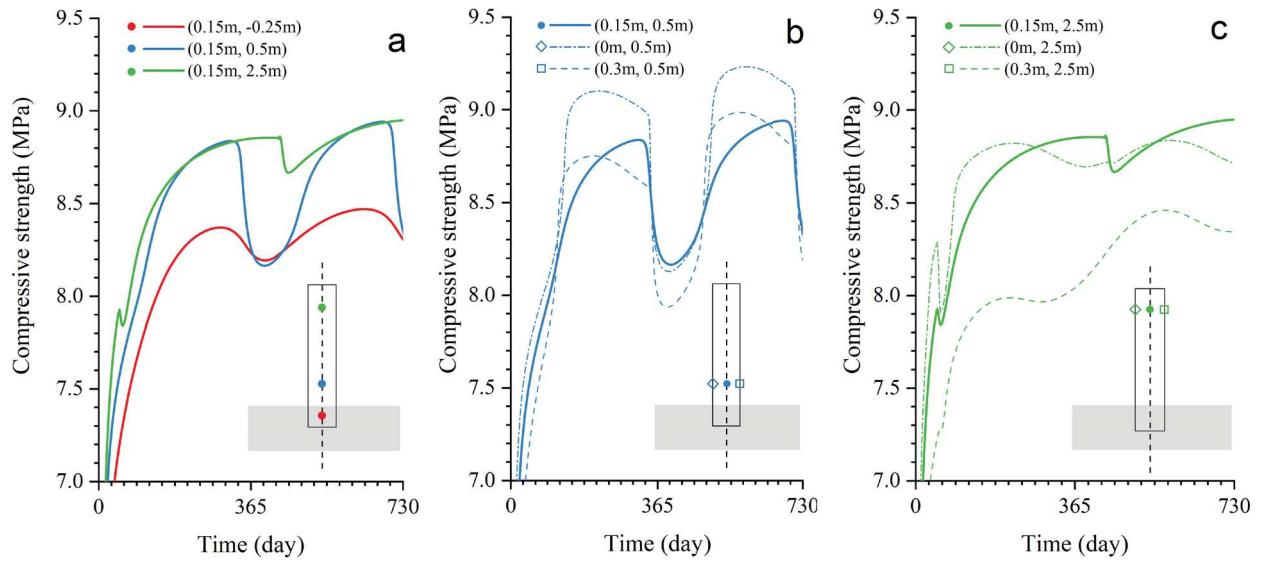 a
(0.15m, -0.25m)
(0.15m, 0.5m)
(0.15m, 2.5m)
Compressive strength (MPa)
9.5
9.0
8.5
8.0
7.5
7.0
0
365
730
Time (day)
b
(0.15m, 0.5m)
(0m, 0.5m)
(0.3m, 0.5m)
Compressive strength (MPa)
9.5
9.0
8.5
8.0
7.5
7.0
0
365
730
Time (day)
c
(0.15m, 2.5m)
(0m, 2.5m)
(0.3m, 2.5m)
Compressive strength (MPa)
9.5
9.0
8.5
8.0
7.5
7.0
0
365
730
Time (day)